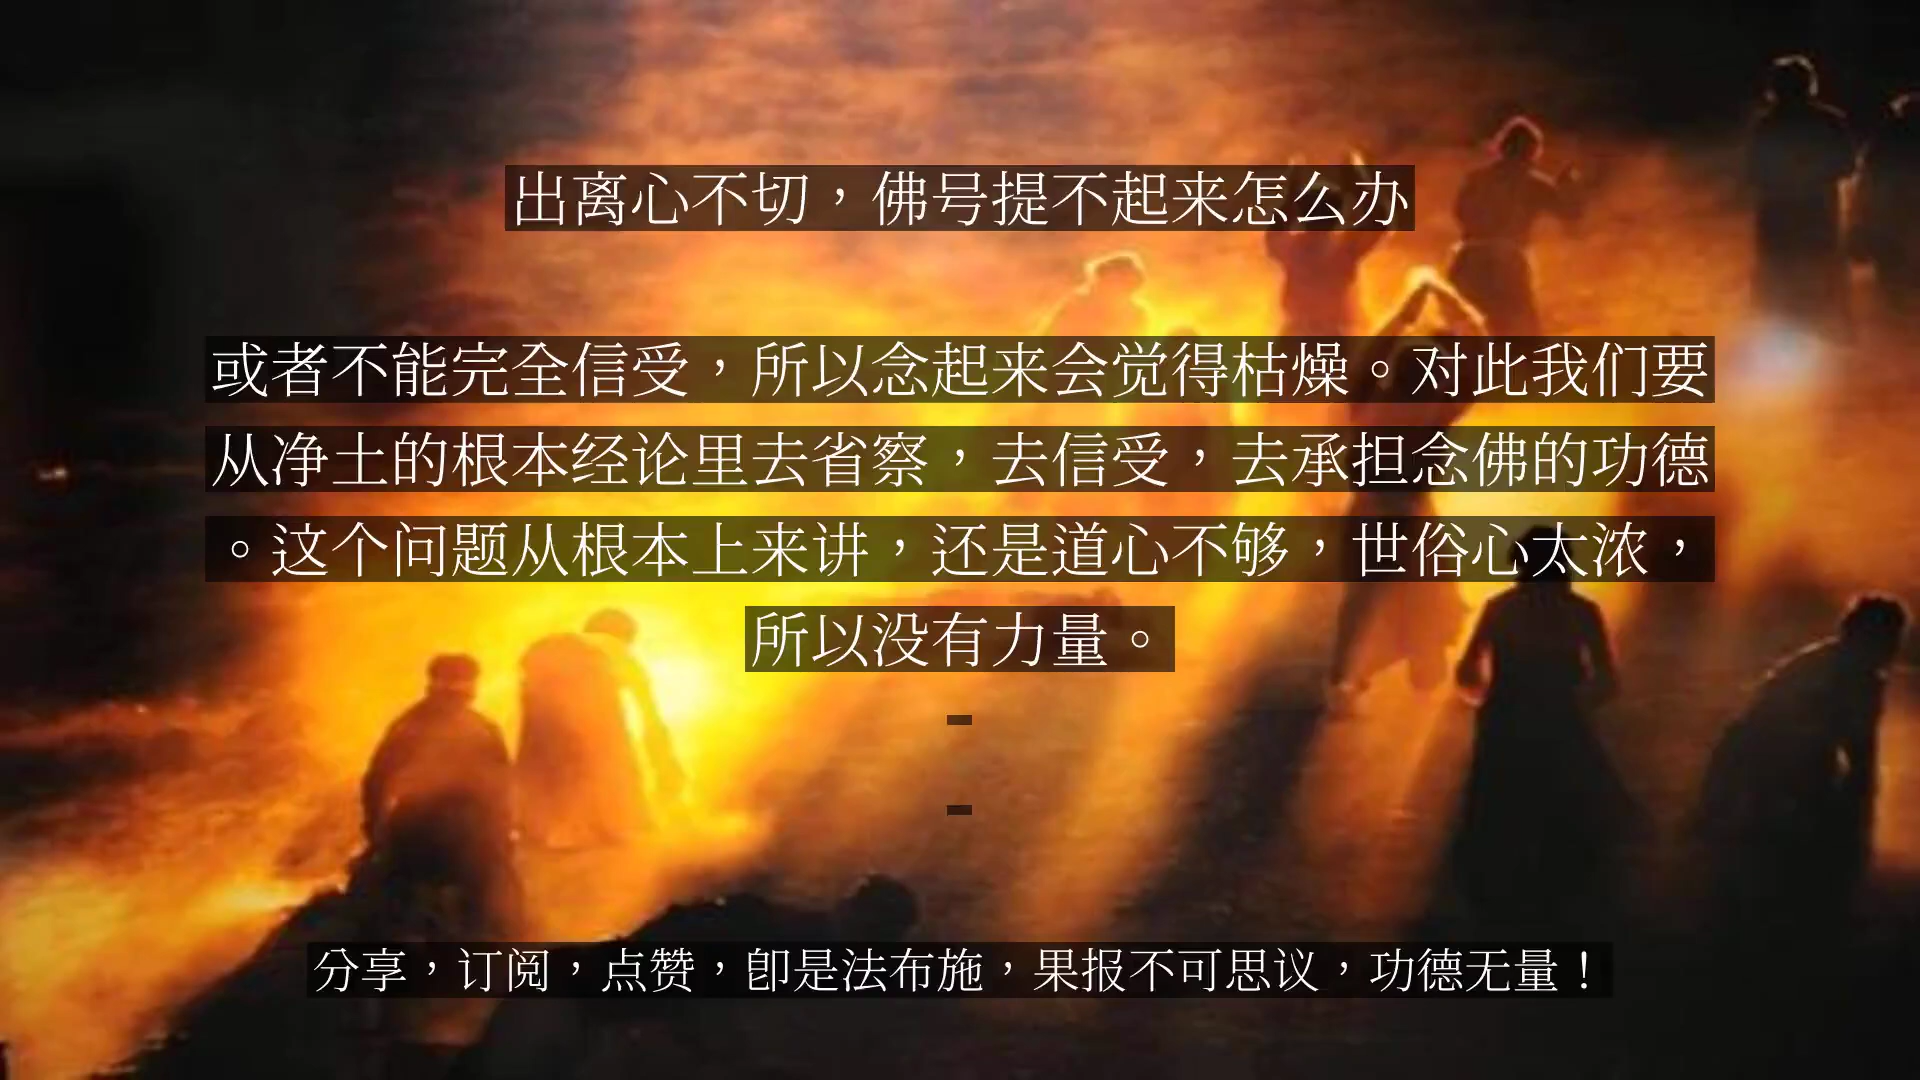 出离心不切，佛号提不起来怎么办
或者不能完全信受，所以念起来会觉得枯燥。对此我们要
从净土的根本经论里去省察，去信受，去承担念佛的功德
。这个问题从根本上来讲，还是道心不够，世俗心太浓，
所以没有力量。
-
-
分享，订阅，点赞，即是法布施，果报不可思议，功德无量！